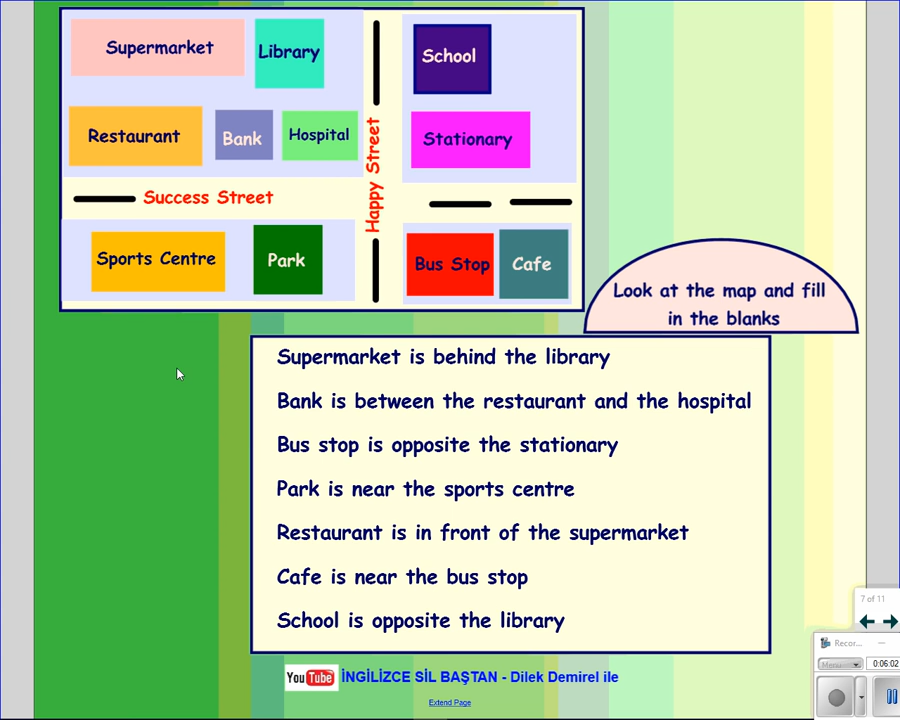 Supermarket
Library
School
Restaurant
Bank
Hospital
Happy Street
Stationary
Success Street
Sports Centre
Park
Bus Stop
Cafe
Look at the map and fill
in the blanks
Supermarket is behind the library
Bank is between the restaurant and the hospital
Bus stop is opposite the stationary
Park is near the sports centre
Restaurant is in front of the supermarket
Cafe is near the bus stop
School is opposite the library
7 of 11
Recor...
Menu
0:06:02
YouTube İNGİLİZCE SİL BAŞTAN - Dilek Demirel ile
Extend Page